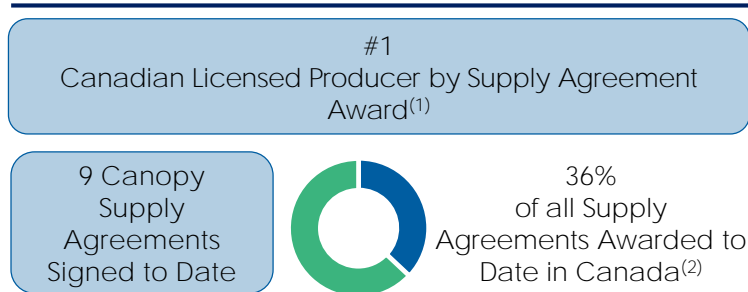 #1
Canadian Licensed Producer by Supply Agreement
Award(1)
9 Canopy
Supply
Agreements
Signed to Date
36%
of all Supply
Agreements Awarded to
Date in Canada(2)